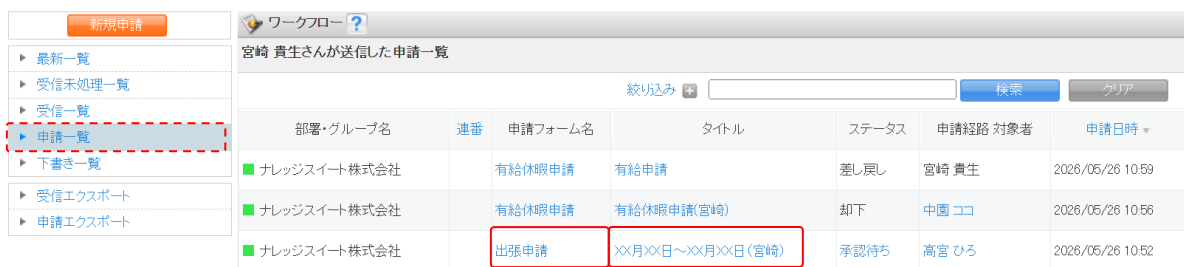 新規申請
最新一覧
受信未処理一覧
受信一覧
申請一覧
下書き一覧
受信エクスポート
申請エクスポート
ワークフロー ?
宮崎 貴生さんが送信した申請一覧
絞り込み + 検索 クリア
部署・グループ名 連番 申請フォーム名 タイトル ステータス 申請経路 対象者 申請日時
ナレッジスイート株式会社 有給休暇申請 有給申請 差し戻し 宮崎 貴生 2026/05/26 10:59
ナレッジスイート株式会社 有給休暇申請 有給休暇申請(宮崎) 却下 中園 ココ 2026/05/26 10:56
ナレッジスイート株式会社 出張申請 XX月XX日～XX月XX日(宮崎) 承認待ち 高宮 ひろ 2026/05/26 10:52